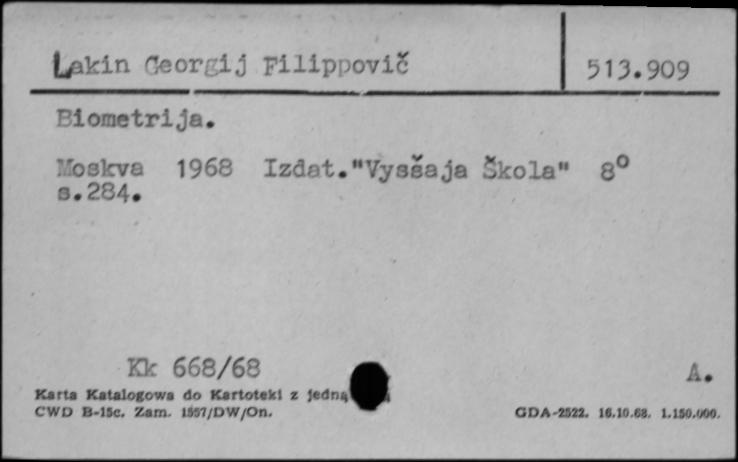 Lakin Georgij Filippovič
513.909
Biometrija.
Moskva 1968 Izdat."Vysšaja Škola" 8°
s.284.
Kk 668/68
A.
Karta Katalogowa do Kartoteki z jedną
CWD B-15c. Zam. 1557/DW/On.
GDA-2522. 16.10.68. 1.150.000.